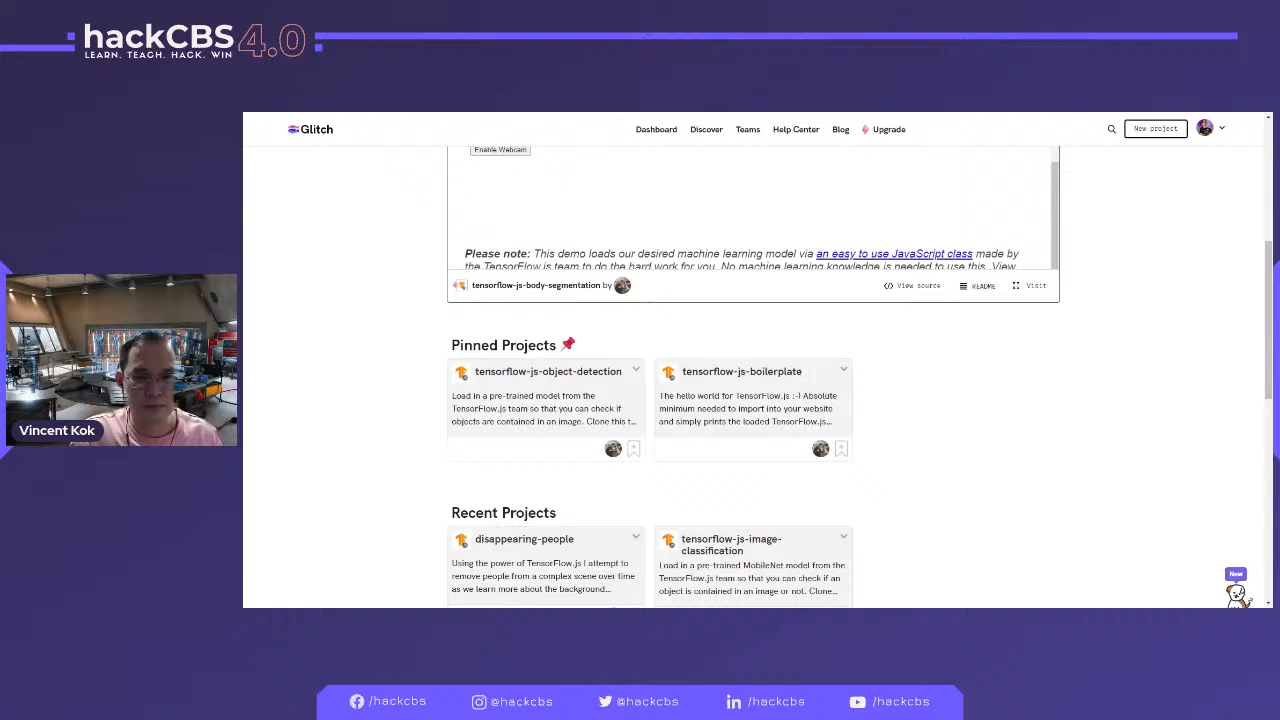 hackCBS 4.0
LEARN. TEACH. HACK. WIN
Glitch
Dashboard Discover Teams Help Center Blog Upgrade
New project
Enable Webcam
Please note: This demo loads our desired machine learning model via an easy to use JavaScript class made by
the TensorFlow.js team to do the hard work for you. No machine learning knowledge is needed to use this. View
tensorflow-js-body-segmentation by
View source README Visit
Pinned Projects
tensorflow-js-object-detection
Load in a pre-trained model from the
TensorFlow.js team so that you can check if
objects are contained in an image. Clone this t...
tensorflow-js-boilerplate
The hello world for TensorFlow.js :-) Absolute
minimum needed to import into your website
and simply prints the loaded TensorFlow.js...
Recent Projects
disappearing-people
Using the power of TensorFlow.js I attempt to
remove people from a complex scene over time
as we learn more about the background...
tensorflow-js-image-
classification
Load in a pre-trained MobileNet model from the
TensorFlow.js team so that you can check if an
object is contained in an image or not. Clone...
New
Vincent Kok
/hackcbs @hackcbs @hackcbs /hackcbs /hackcbs